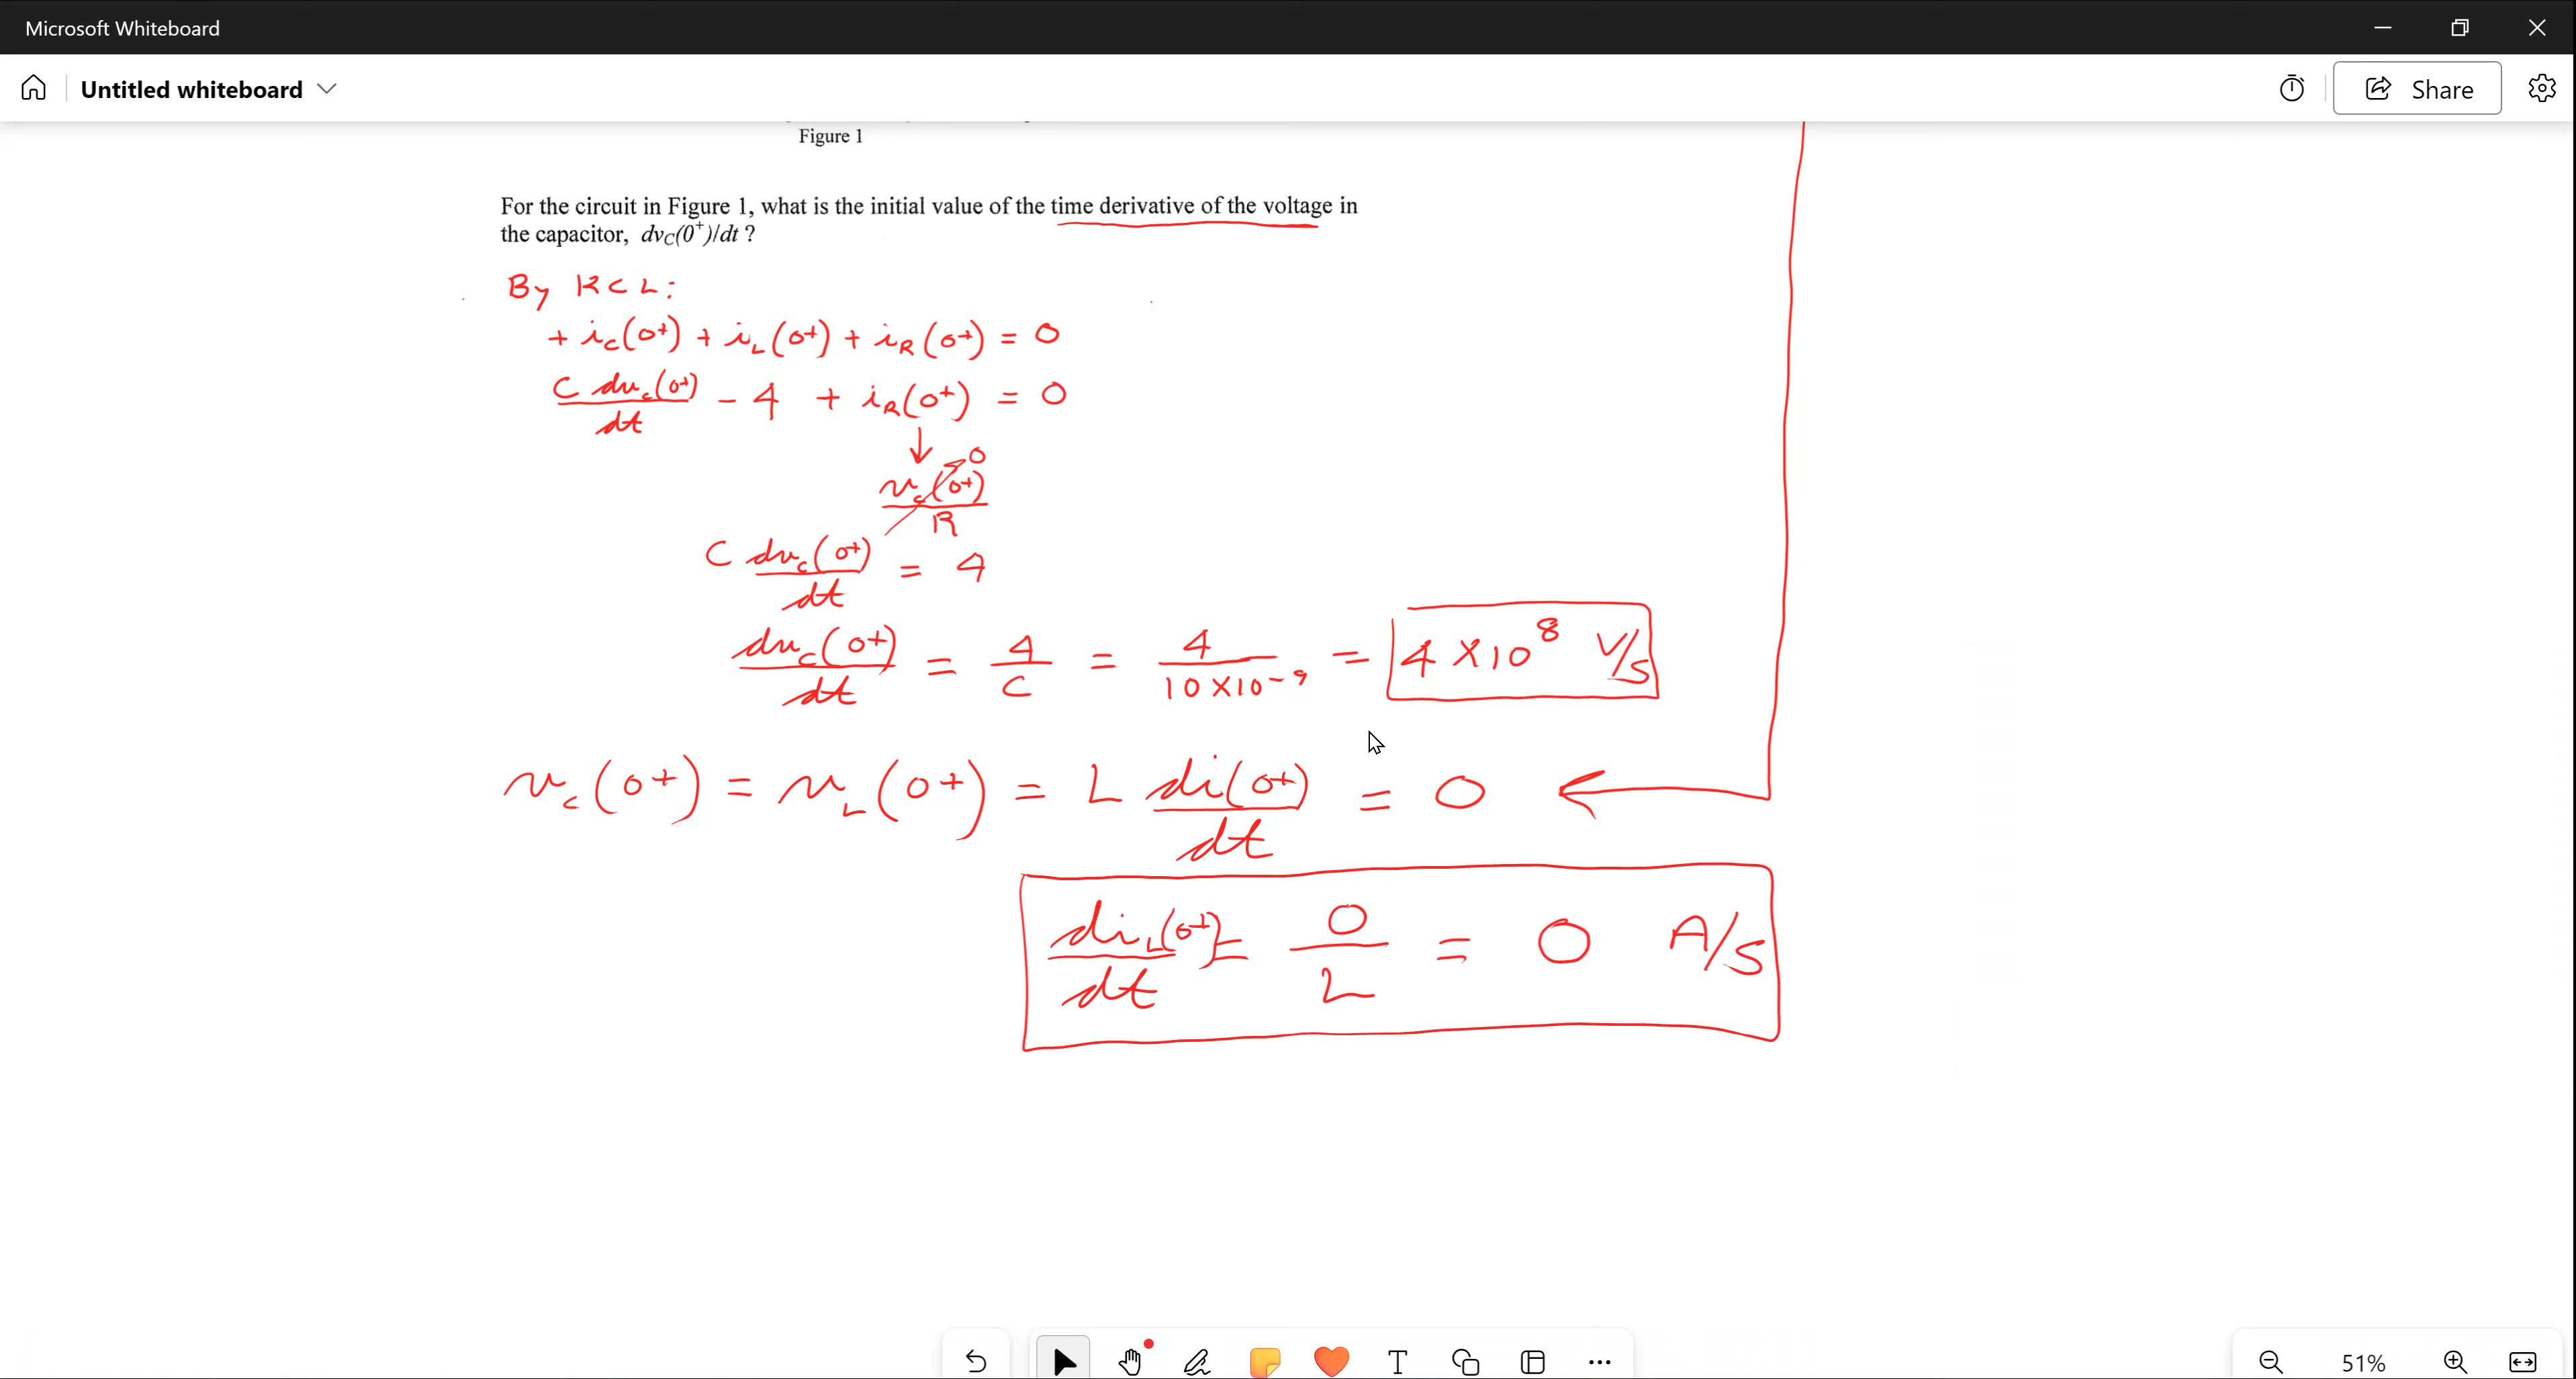 Microsoft Whiteboard
Untitled whiteboard
Share
Figure 1
For the circuit in Figure 1, what is the initial value of the time derivative of the voltage in
the capacitor, dvC(0+)/dt ?
By KCL:
+ ic(0+) + iL(0+) + iR(0+) = 0
C dvc(0+)/dt - 4 + iR(0+) = 0
↓
vc(0+)/R → 0
C dvc(0+)/dt = 4
dvc(0+)/dt = 4/C = 4/10×10-9 = 4×10^8 V/s
vc(0+) = vL(0+) = L di(0+)/dt = 0 ←
diL(0+)/dt = 0/L = 0 A/s
T
51%